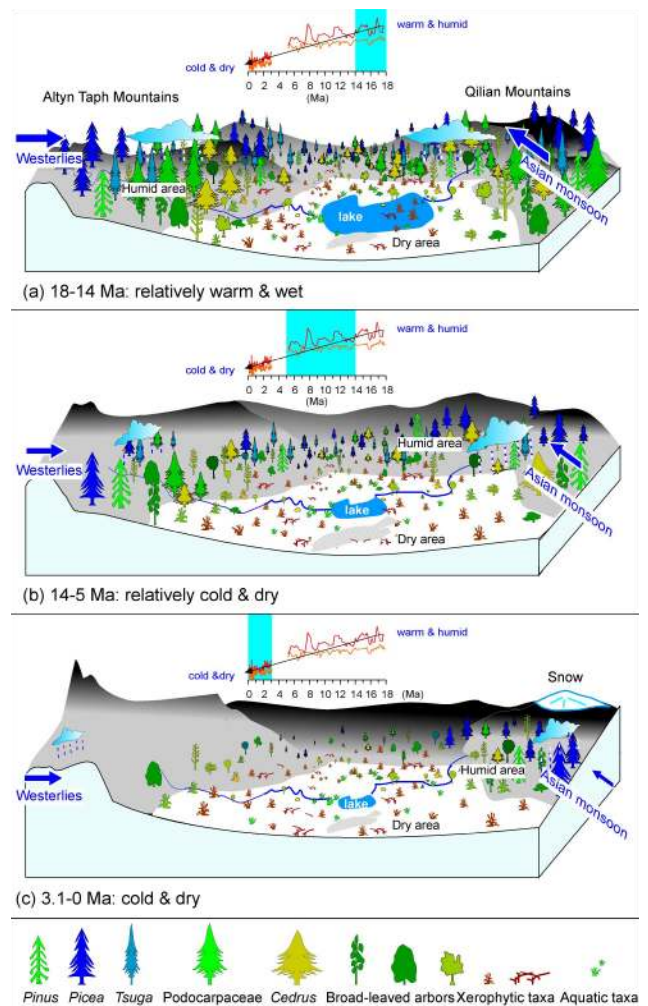 warm & humid
cold & dry
0 2 4 6 8 10 12 14 16 18
(Ma)
Altyn Taph Mountains
Qilian Mountains
Westerlies
Humid area
Asian monsoon
lake
Dry area
(a) 18-14 Ma: relatively warm & wet
warm & humid
cold & dry
0 2 4 6 8 10 12 14 16 18
(Ma)
Humid area
Westerlies
Asian monsoon
lake
Dry area
(b) 14-5 Ma: relatively cold & dry
warm & humid
cold &dry
0 2 4 6 8 10 12 14 16 18 (Ma)
Snow
Humid area
Westerlies
Asian monsoon
lake
Dry area
(c) 3.1-0 Ma: cold & dry
Pinus Picea Tsuga Podocarpaceae Cedrus Broad-leaved arbors Xerophytic taxa Aquatic taxa